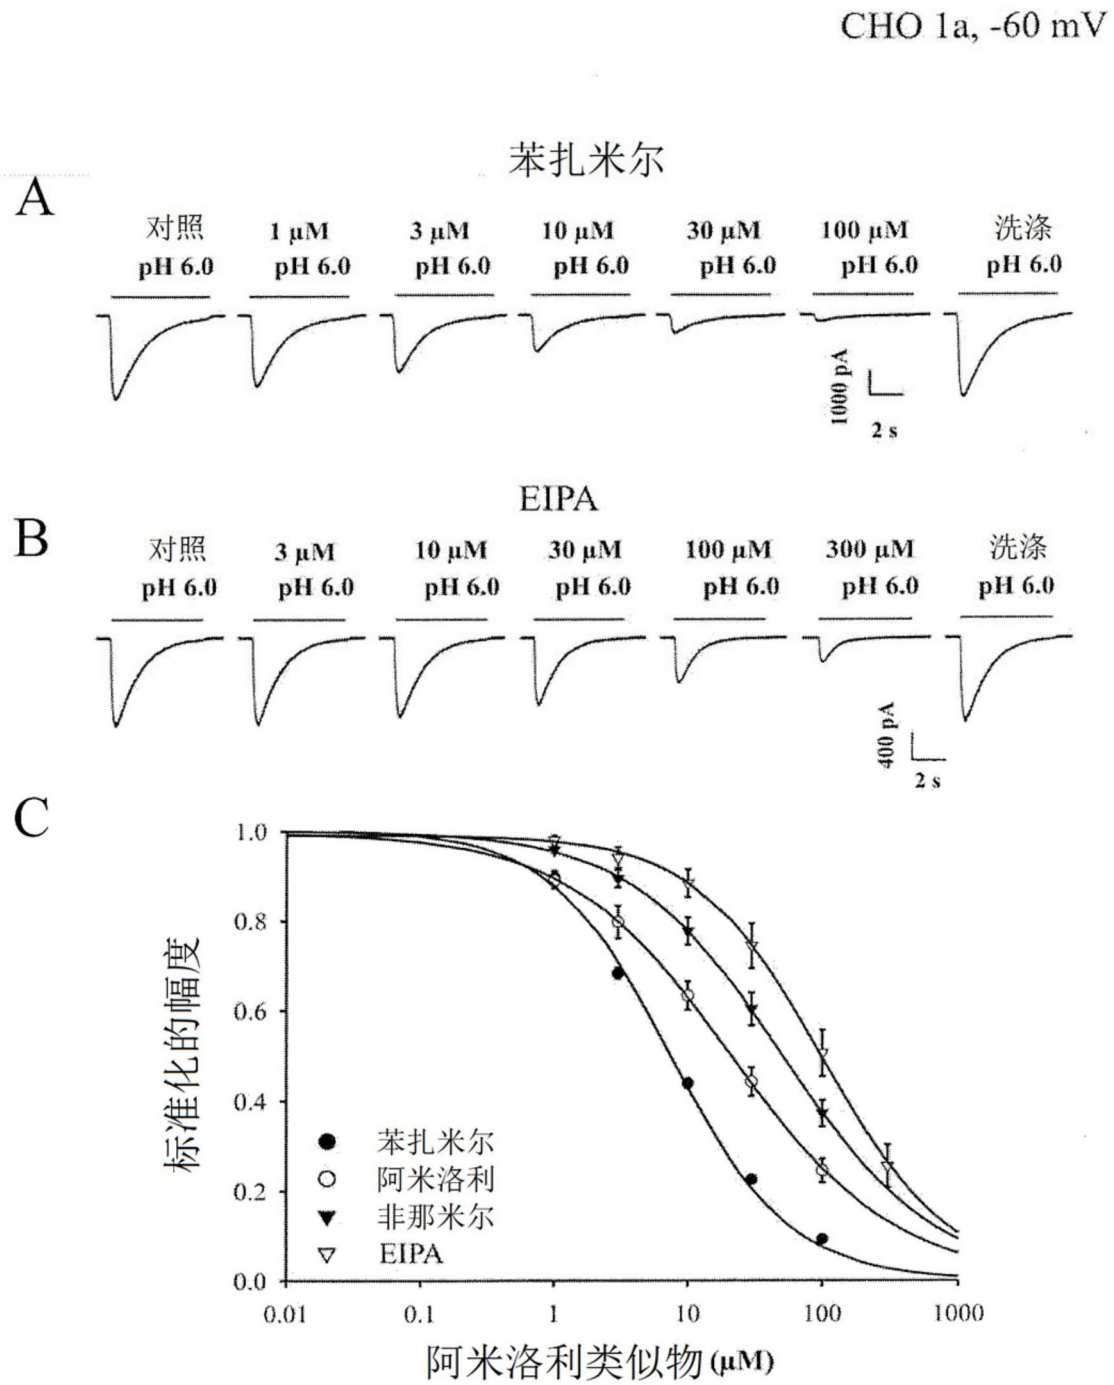 CHO 1a, -60 mV
苯扎米尔
A
对照 1 μM 3 μM 10 μM 30 μM 100 μM 洗涤
pH 6.0 pH 6.0 pH 6.0 pH 6.0 pH 6.0 pH 6.0 pH 6.0
1000 pA
2 s
EIPA
B
对照 3 μM 10 μM 30 μM 100 μM 300 μM 洗涤
pH 6.0 pH 6.0 pH 6.0 pH 6.0 pH 6.0 pH 6.0 pH 6.0
400 pA
2 s
C
标准化的幅度
1.0
0.8
0.6
0.4
0.2
0.0
苯扎米尔
阿米洛利
非那米尔
EIPA
0.01 0.1 1 10 100 1000
阿米洛利类似物 (μM)